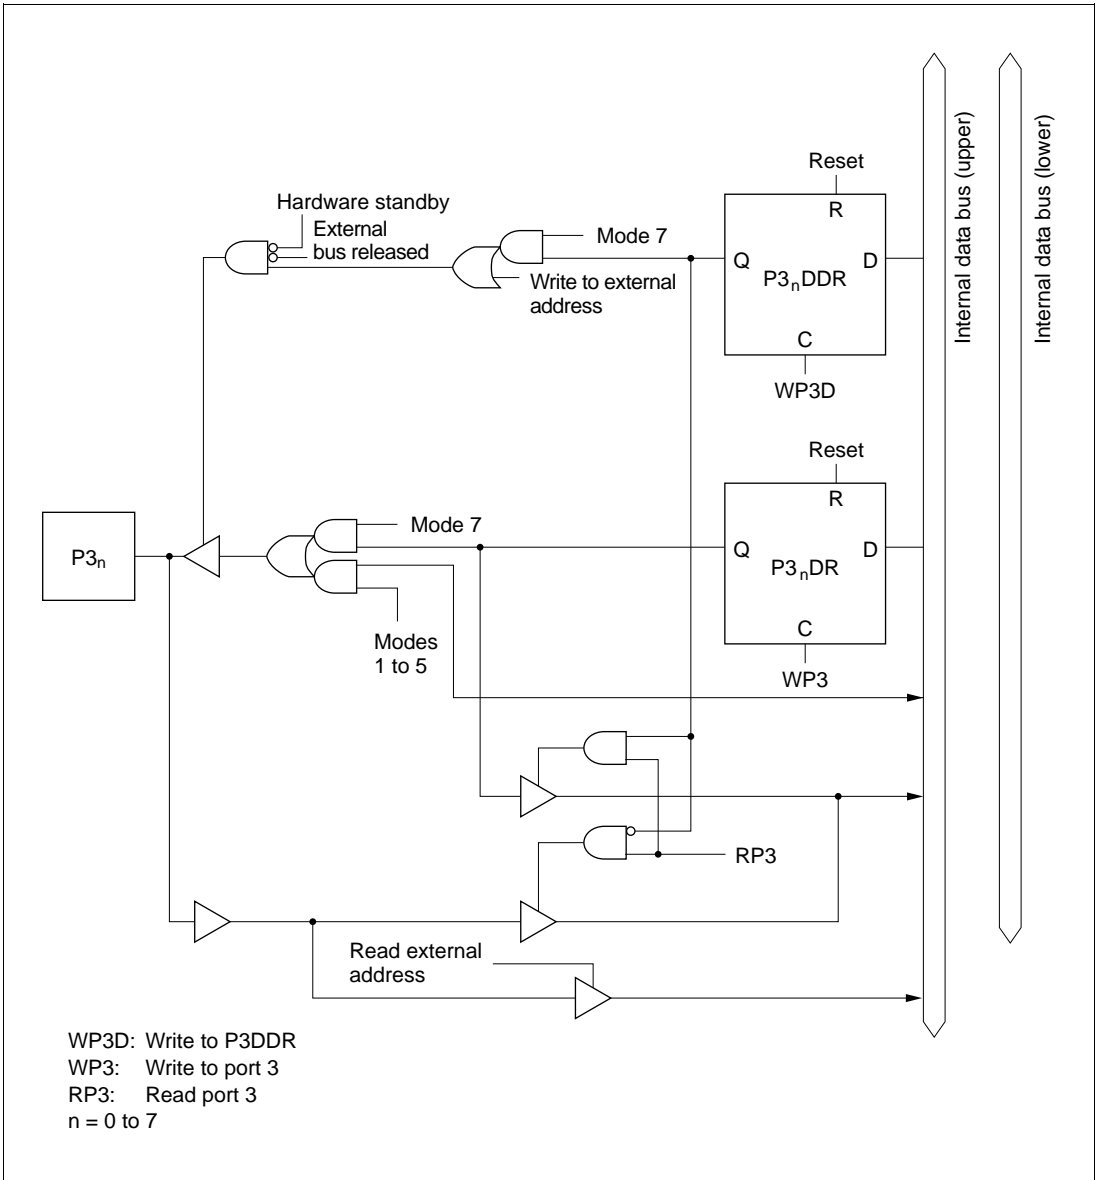 Reset
R
Hardware standby
External
bus released
Mode 7
Write to external
address
Q
D
P3nDDR
C
WP3D
Internal data bus (upper)
Internal data bus (lower)
Reset
R
Mode 7
Q
D
P3nDR
C
WP3
P3n
Modes
1 to 5
RP3
Read external
address
WP3D: Write to P3DDR
WP3: Write to port 3
RP3: Read port 3
n = 0 to 7